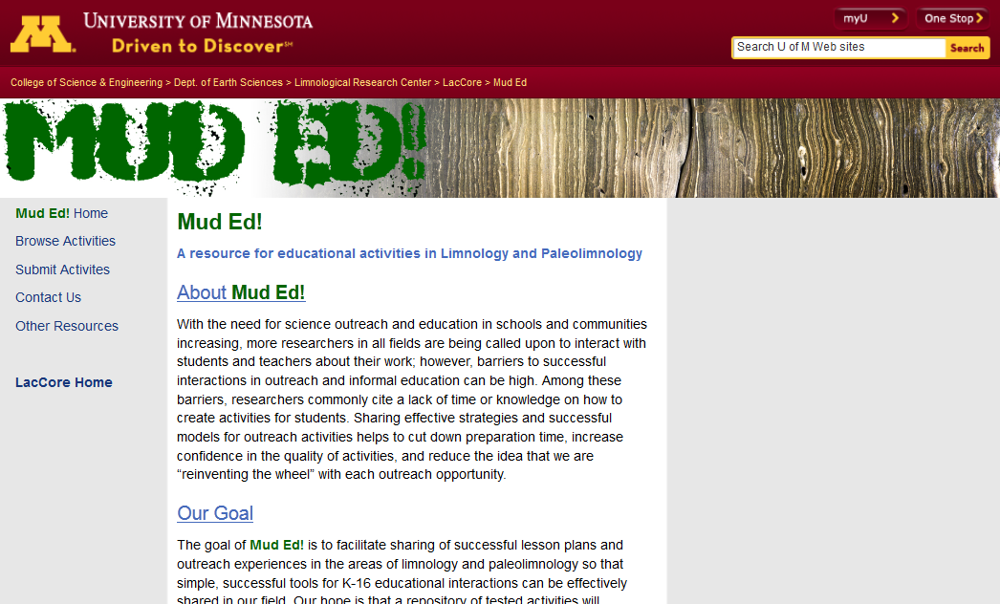 University of Minnesota
Driven to Discover℠
myU
One Stop
Search U of M Web sites
Search
College of Science & Engineering > Dept. of Earth Sciences > Limnological Research Center > LacCore > Mud Ed
MUD ED!
Mud Ed! Home
Browse Activities
Submit Activites
Contact Us
Other Resources
LacCore Home
Mud Ed!
A resource for educational activities in Limnology and Paleolimnology
About Mud Ed!
With the need for science outreach and education in schools and communities
increasing, more researchers in all fields are being called upon to interact with
students and teachers about their work; however, barriers to successful
interactions in outreach and informal education can be high. Among these
barriers, researchers commonly cite a lack of time or knowledge on how to
create activities for students. Sharing effective strategies and successful
models for outreach activities helps to cut down preparation time, increase
confidence in the quality of activities, and reduce the idea that we are
“reinventing the wheel” with each outreach opportunity.
Our Goal
The goal of Mud Ed! is to facilitate sharing of successful lesson plans and
outreach experiences in the areas of limnology and paleolimnology so that
simple, successful tools for K-16 educational interactions can be effectively
shared in our field. Our hope is that a repository of tested activities will